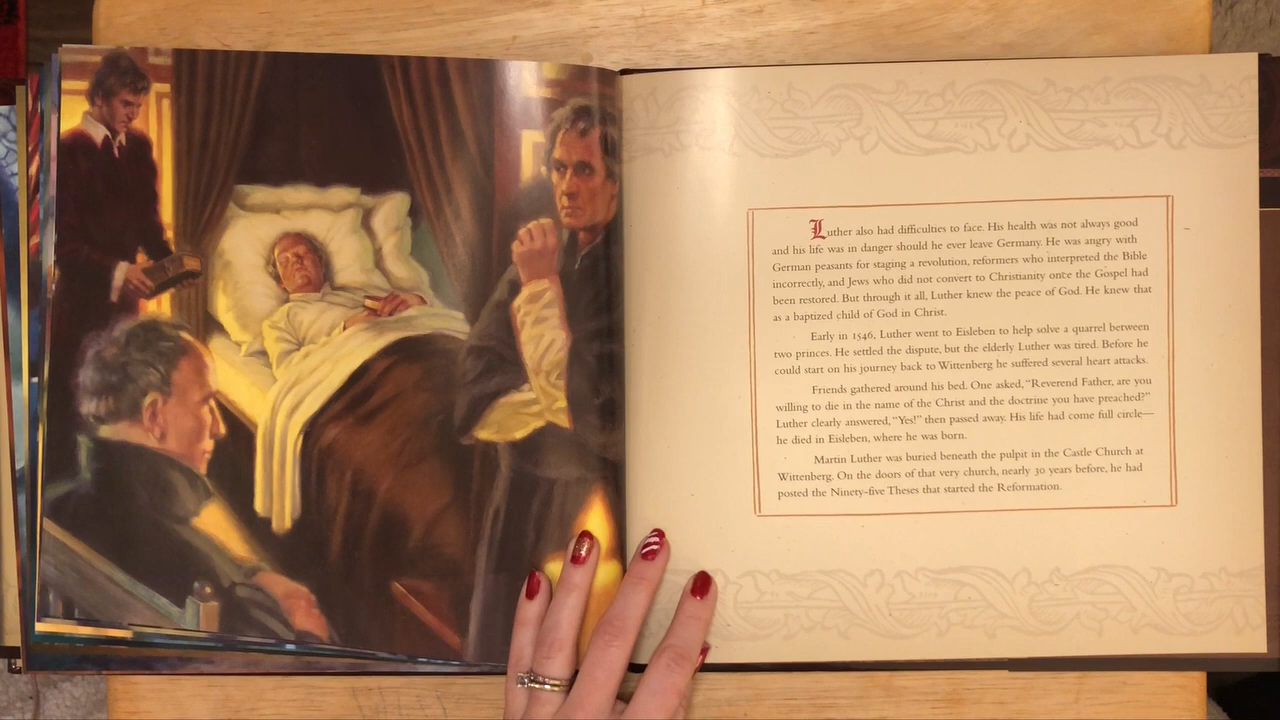 Luther also had difficulties to face. His health was not always good
and his life was in danger should he ever leave Germany. He was angry with
German peasants for staging a revolution, reformers who interpreted the Bible
incorrectly, and Jews who did not convert to Christianity once the Gospel had
been restored. But through it all, Luther knew the peace of God. He knew that
as a baptized child of God in Christ.
Early in 1546, Luther went to Eisleben to help solve a quarrel between
two princes. He settled the dispute, but the elderly Luther was tired. Before he
could start on his journey back to Wittenberg he suffered several heart attacks.
Friends gathered around his bed. One asked, “Reverend Father, are you
willing to die in the name of the Christ and the doctrine you have preached?”
Luther clearly answered, “Yes!” then passed away. His life had come full circle—
he died in Eisleben, where he was born.
Martin Luther was buried beneath the pulpit in the Castle Church at
Wittenberg. On the doors of that very church, nearly 30 years before, he had
posted the Ninety-five Theses that started the Reformation.